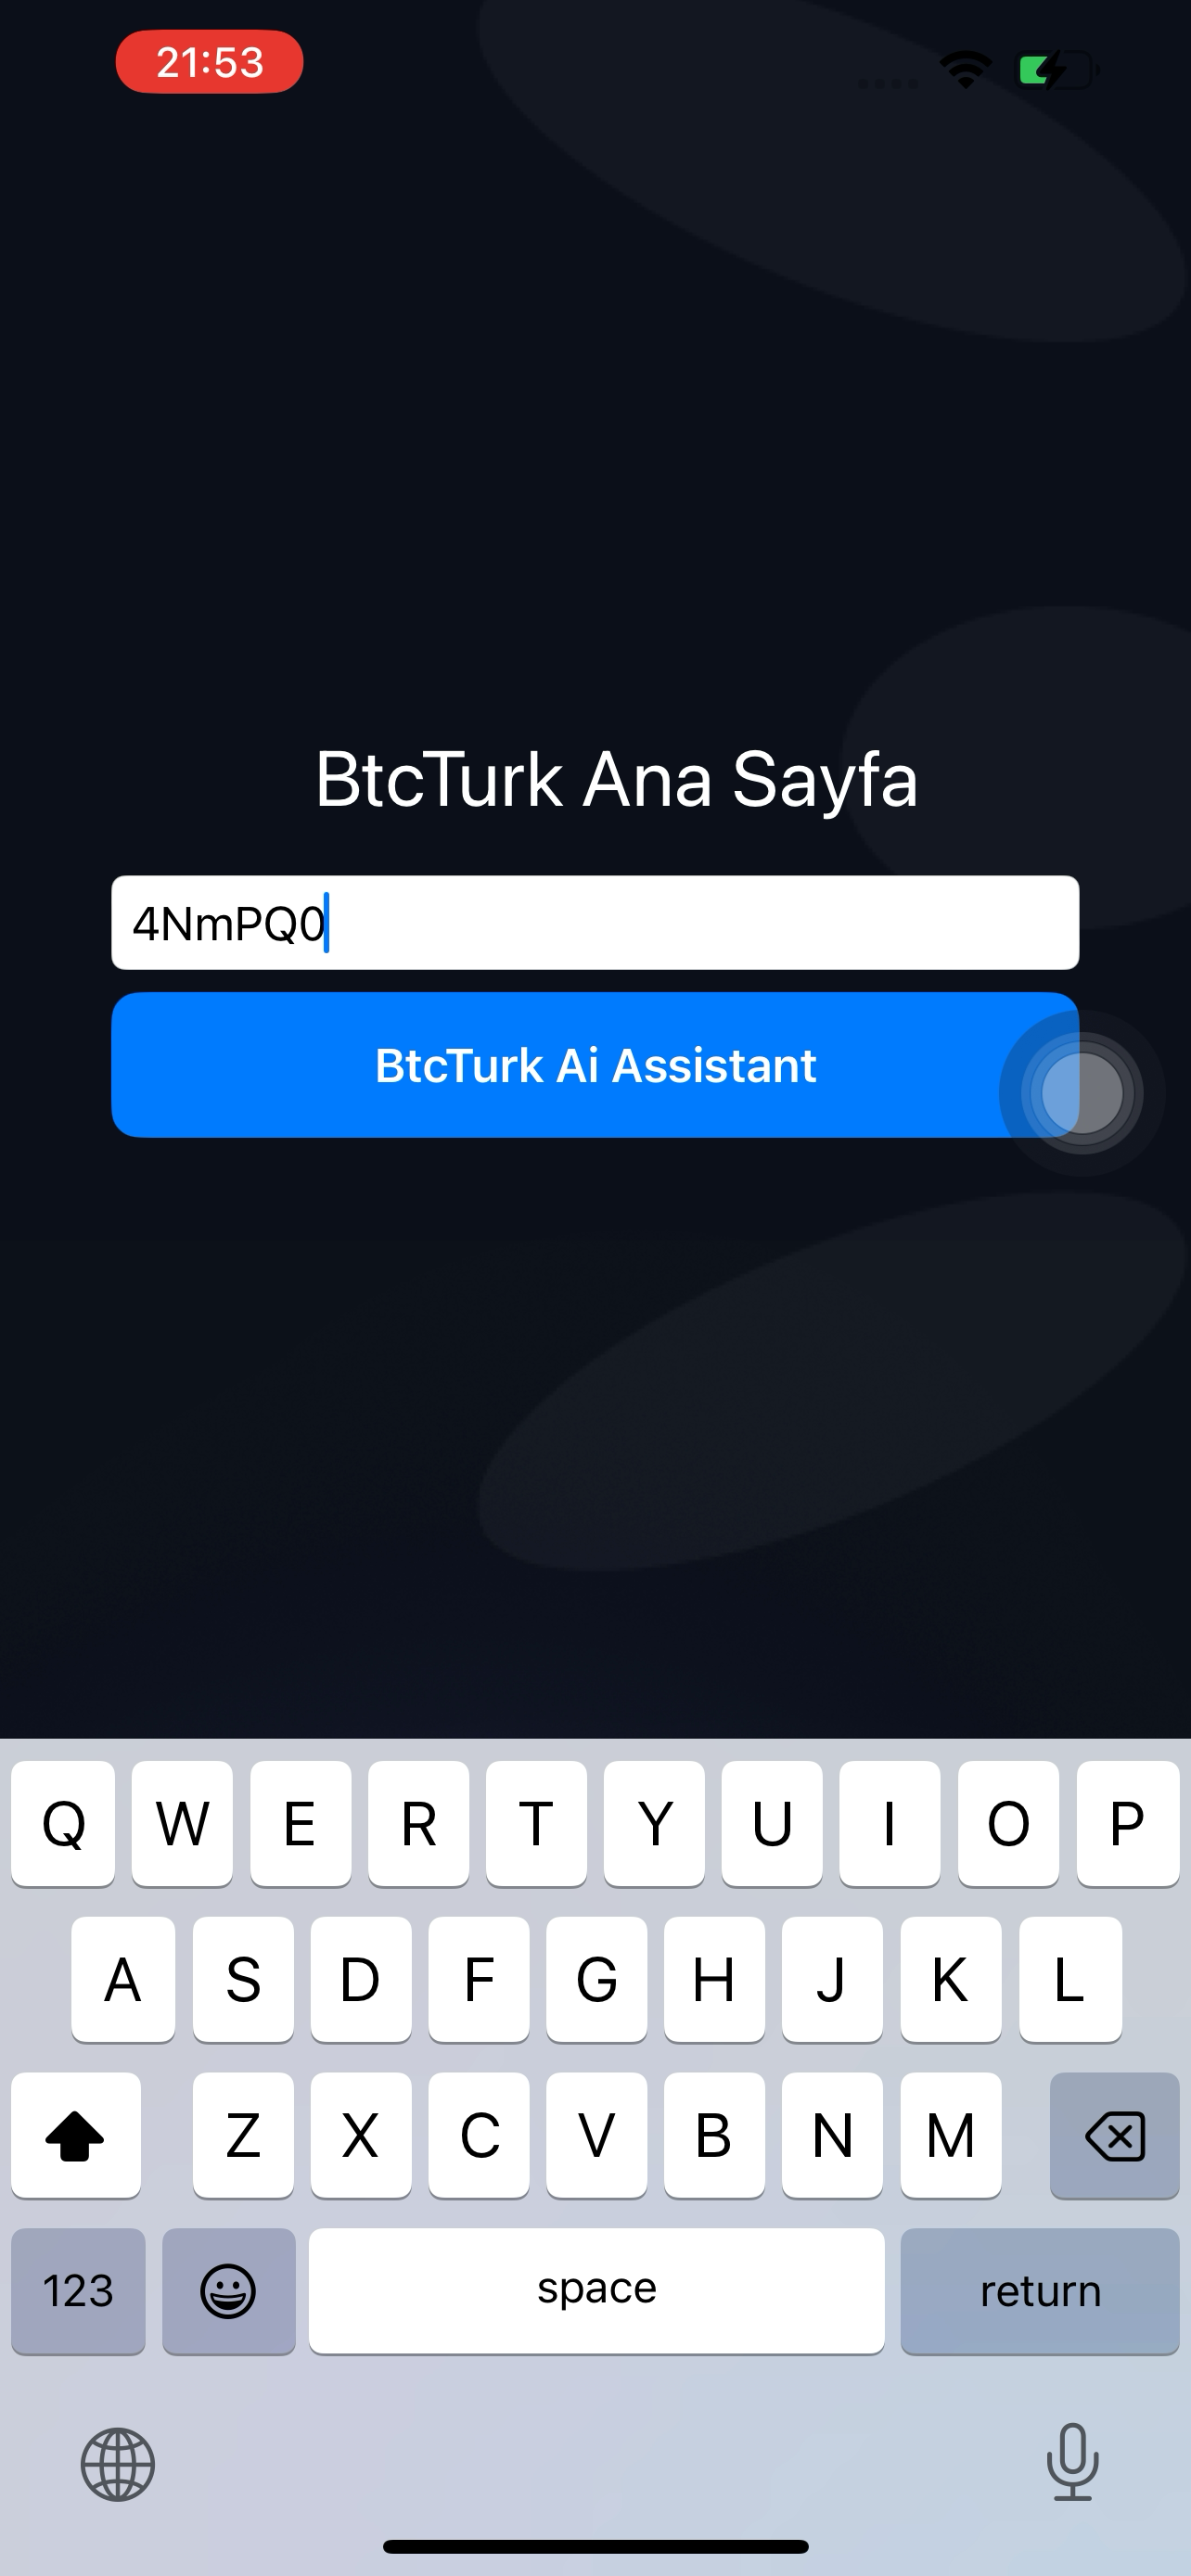 21:53
BtcTurk Ana Sayfa
4NmPQ0
BtcTurk Ai Assistant
Q W E R T Y U I O P
A S D F G H J K L
Z X C V B N M
123 space return